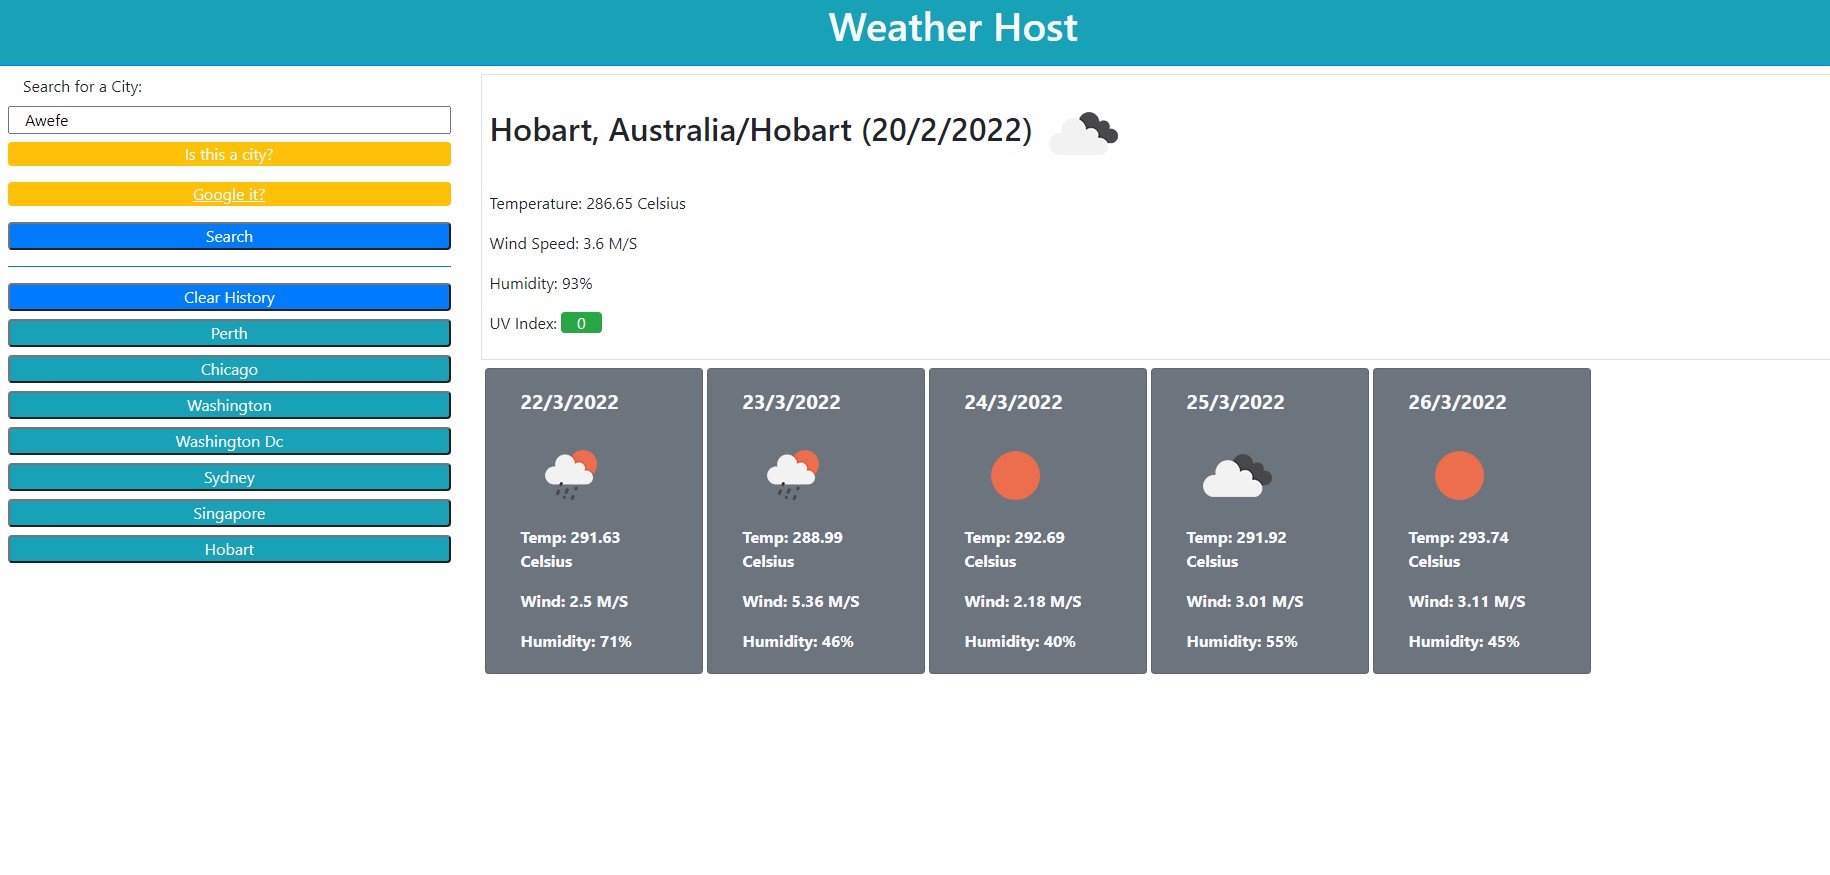 Weather Host
Search for a City:
Awefe
Is this a city?
Google it?
Search
Clear History
Perth
Chicago
Washington
Washington Dc
Sydney
Singapore
Hobart
Hobart, Australia/Hobart (20/2/2022)
Temperature: 286.65 Celsius
Wind Speed: 3.6 M/S
Humidity: 93%
UV Index: 0
22/3/2022
Temp: 291.63
Celsius
Wind: 2.5 M/S
Humidity: 71%
23/3/2022
Temp: 288.99
Celsius
Wind: 5.36 M/S
Humidity: 46%
24/3/2022
Temp: 292.69
Celsius
Wind: 2.18 M/S
Humidity: 40%
25/3/2022
Temp: 291.92
Celsius
Wind: 3.01 M/S
Humidity: 55%
26/3/2022
Temp: 293.74
Celsius
Wind: 3.11 M/S
Humidity: 45%